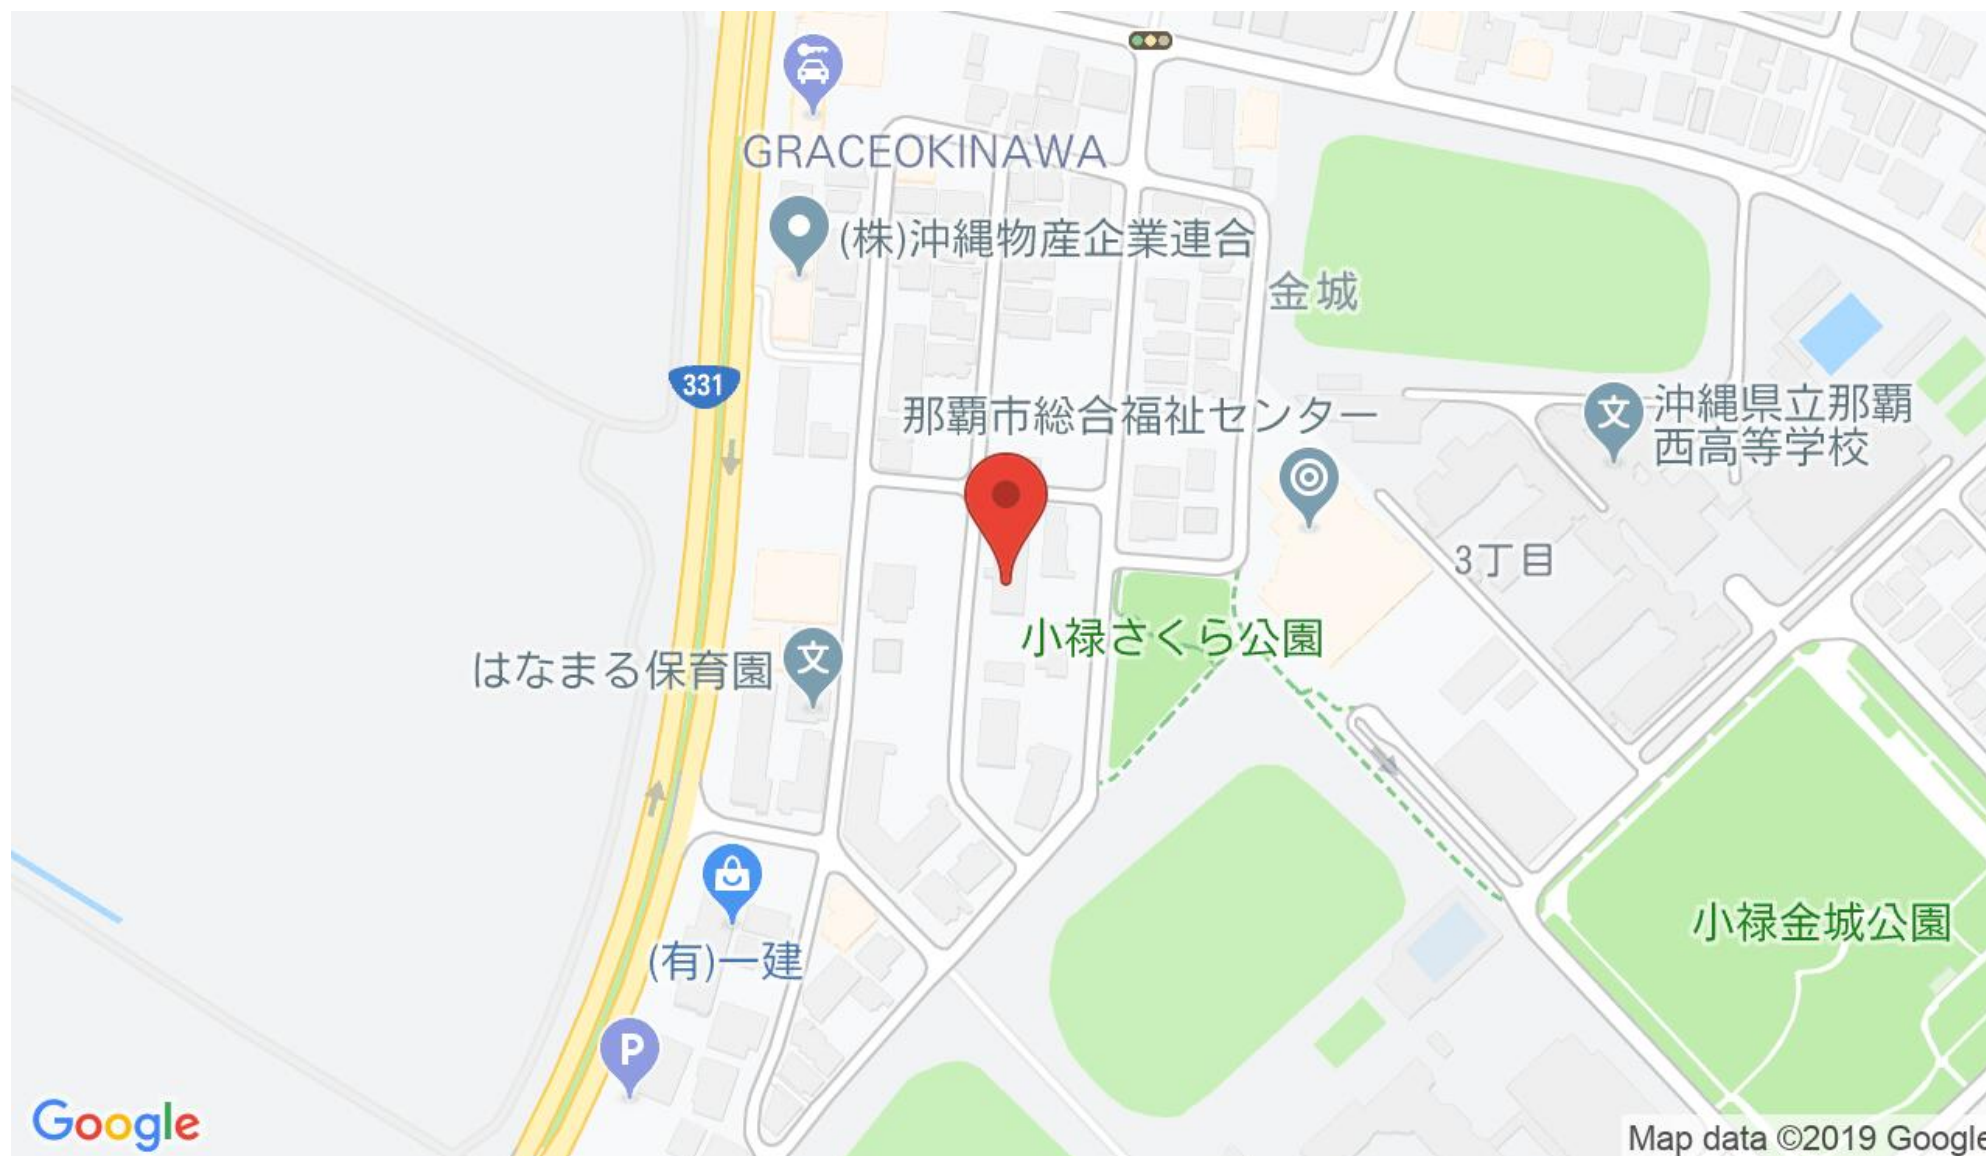 GRACEOKINAWA
(株)沖縄物産企業連合
金城
331
那覇市総合福祉センター
文
沖縄県立那覇
西高等学校
3丁目
小禄さくら公園
はなまる保育園
文
小禄金城公園
(有)一建
P
Google
Map data ©2019 Google